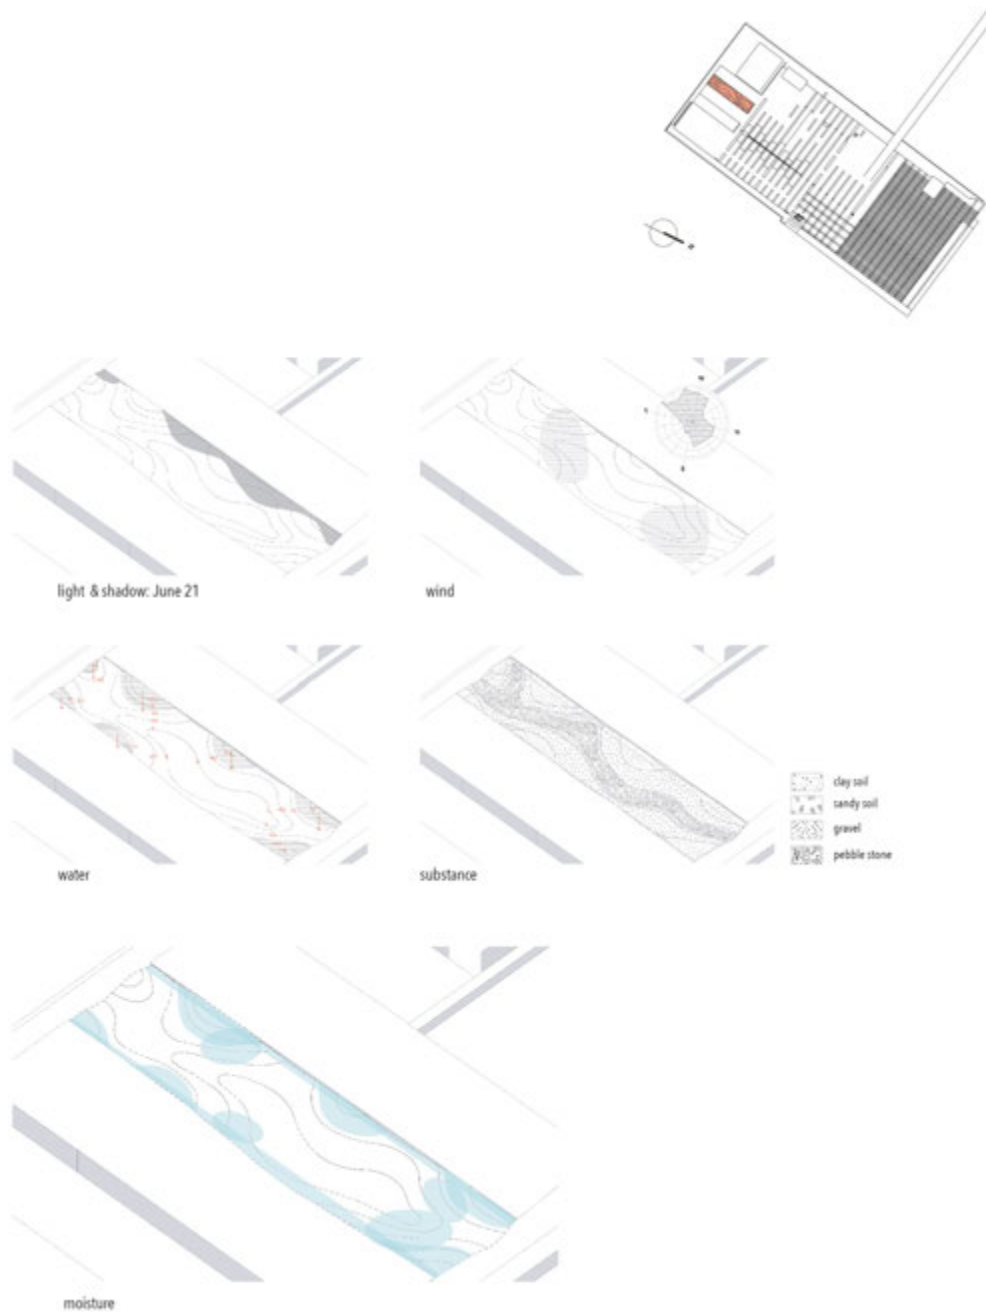 light & shadow: June 21
wind
water
substance
clay soil
sandy soil
gravel
pebble stone
moisture